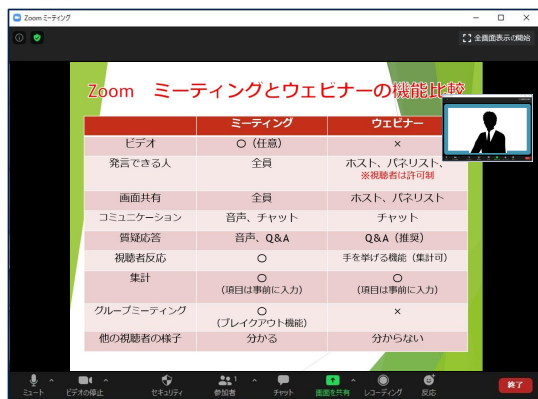 Zoom ミーティング
全画面表示の開始
Zoom ミーティングとウェビナーの機能比較
ミーティング ウェビナー
ビデオ 〇（任意） ×
発言できる人 全員 ホスト、パネリスト、
※視聴者は許可制
画面共有 全員 ホスト、パネリスト
コミュニケーション 音声、チャット チャット
質疑応答 音声、Q&A Q&A（推奨）
視聴者反応 〇 手を挙げる機能（集計可）
集計 〇 〇
（項目は事前に入力） （項目は事前に入力）
グループミーティング 〇 ×
（ブレイクアウト機能）
他の視聴者の様子 分かる 分からない
1
ミュート ビデオの停止 セキュリティ 参加者 チャット 画面を共有 レコーディング 反応 終了